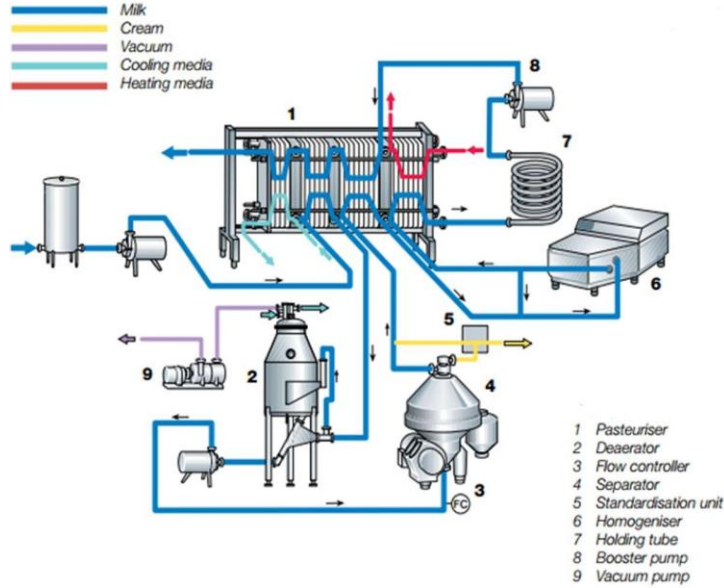 Milk
Cream
Vacuum
Cooling media
Heating media
1
8
7
6
5
2
9
4
3
FC
1 Pasteuriser
2 Deaerator
3 Flow controller
4 Separator
5 Standardisation unit
6 Homogeniser
7 Holding tube
8 Booster pump
9 Vacuum pump